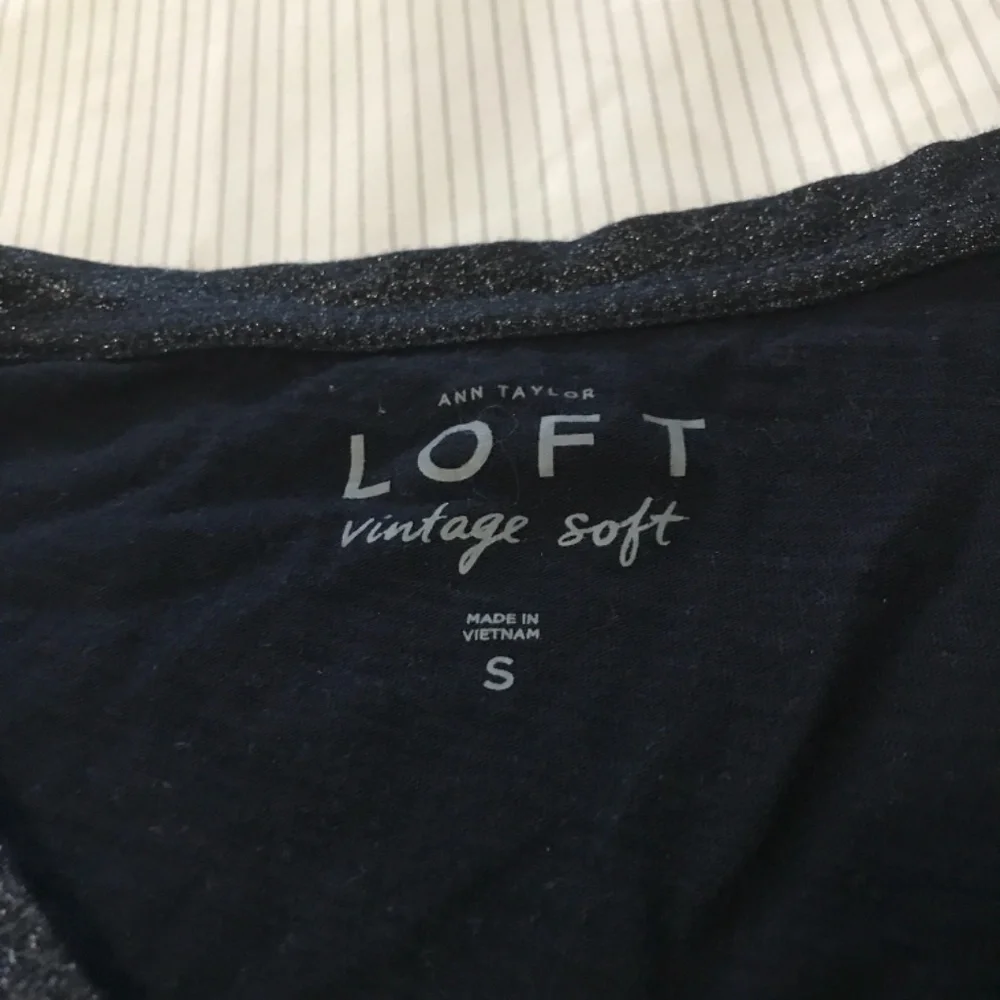 ANN TAYLOR
LOFT
vintage soft
MADE IN
VIETNAM
S